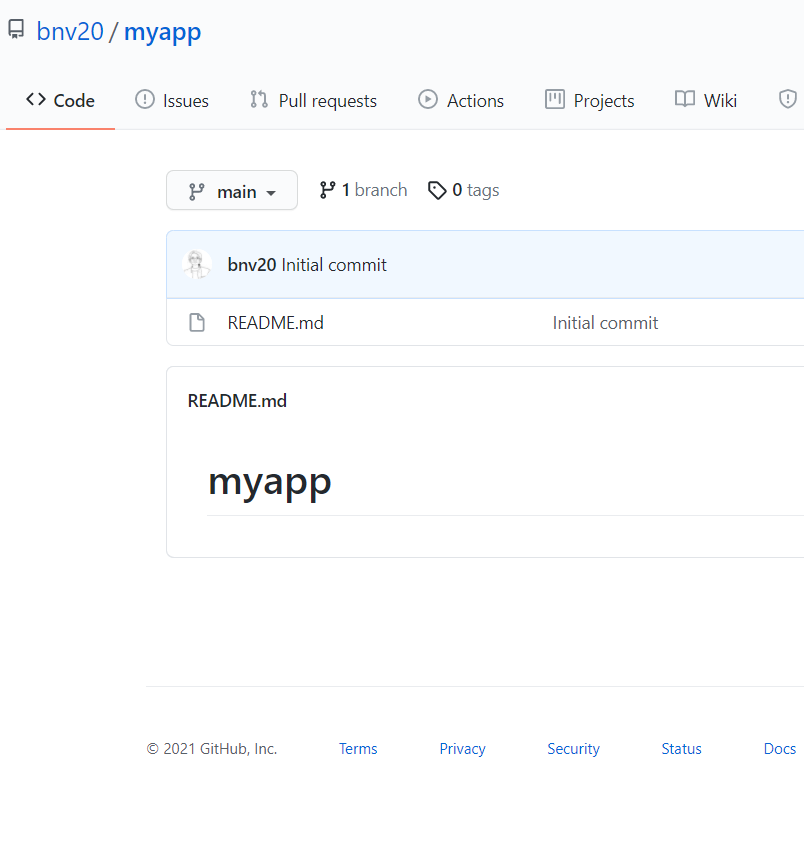 bnv20 / myapp
Code Issues Pull requests Actions Projects Wiki
main 1 branch 0 tags
bnv20 Initial commit
README.md Initial commit
README.md
myapp
© 2021 GitHub, Inc. Terms Privacy Security Status Docs